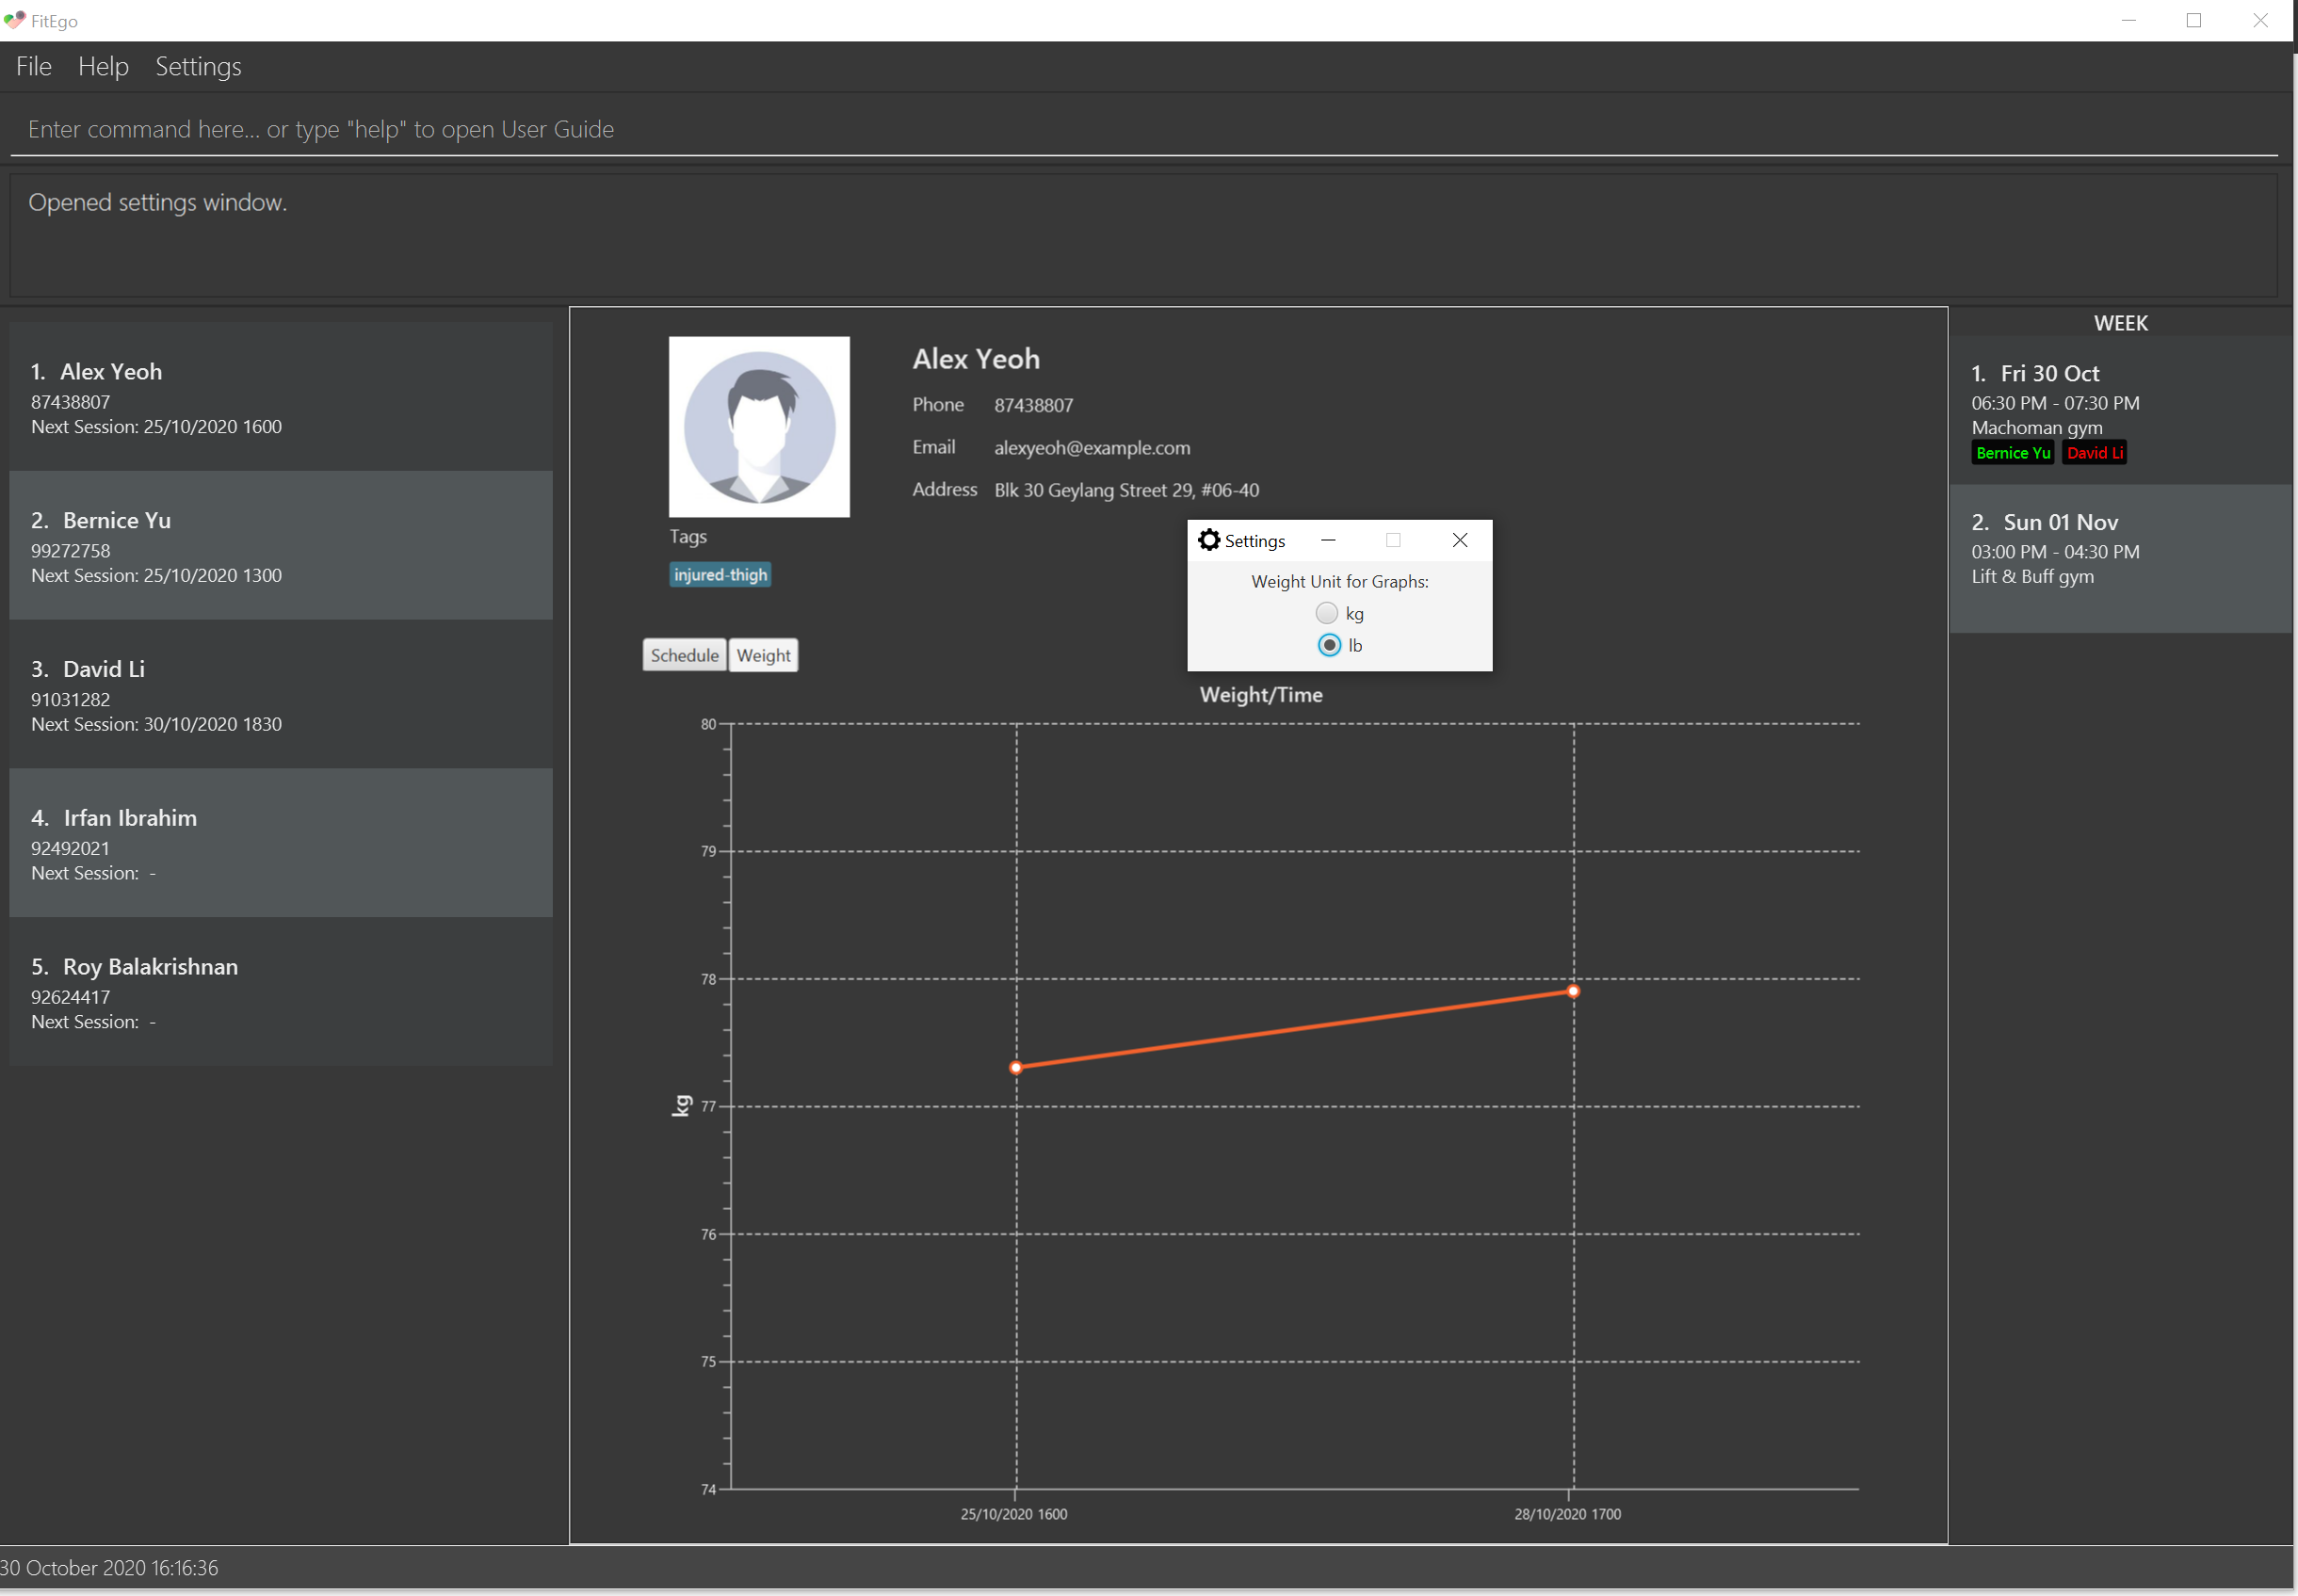 FitEgo
File Help Settings
Enter command here... or type "help" to open User Guide
Opened settings window.
1. Alex Yeoh
87438807
Next Session: 25/10/2020 1600
2. Bernice Yu
99272758
Next Session: 25/10/2020 1300
3. David Li
91031282
Next Session: 30/10/2020 1830
4. Irfan Ibrahim
92492021
Next Session: -
5. Roy Balakrishnan
92624417
Next Session: -
Alex Yeoh
Phone 87438807
Email alexyeoh@example.com
Address Blk 30 Geylang Street 29, #06-40
Tags
injured-thigh
Settings
Weight Unit for Graphs:
kg
lb
Schedule Weight
Weight/Time
80
79
78
77
76
75
74
kg
25/10/2020 1600 28/10/2020 1700
WEEK
1. Fri 30 Oct
06:30 PM - 07:30 PM
Machoman gym
Bernice Yu David Li
2. Sun 01 Nov
03:00 PM - 04:30 PM
Lift & Buff gym
30 October 2020 16:16:36